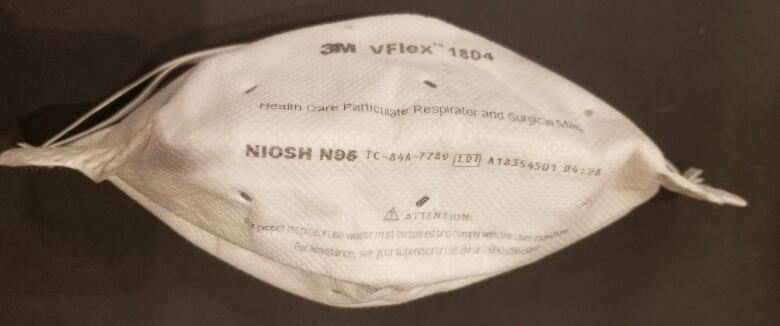 3M VFlex™ 1804
Health Care Particulate Respirator and Surgical Mask
NIOSH N95 TC-84A-7789 LOT A18354501 04:28
⚠ ATTENTION:
For proper respirator use wearer must be trained and comply with the User
For assistance, see your supervisor or call 3M at